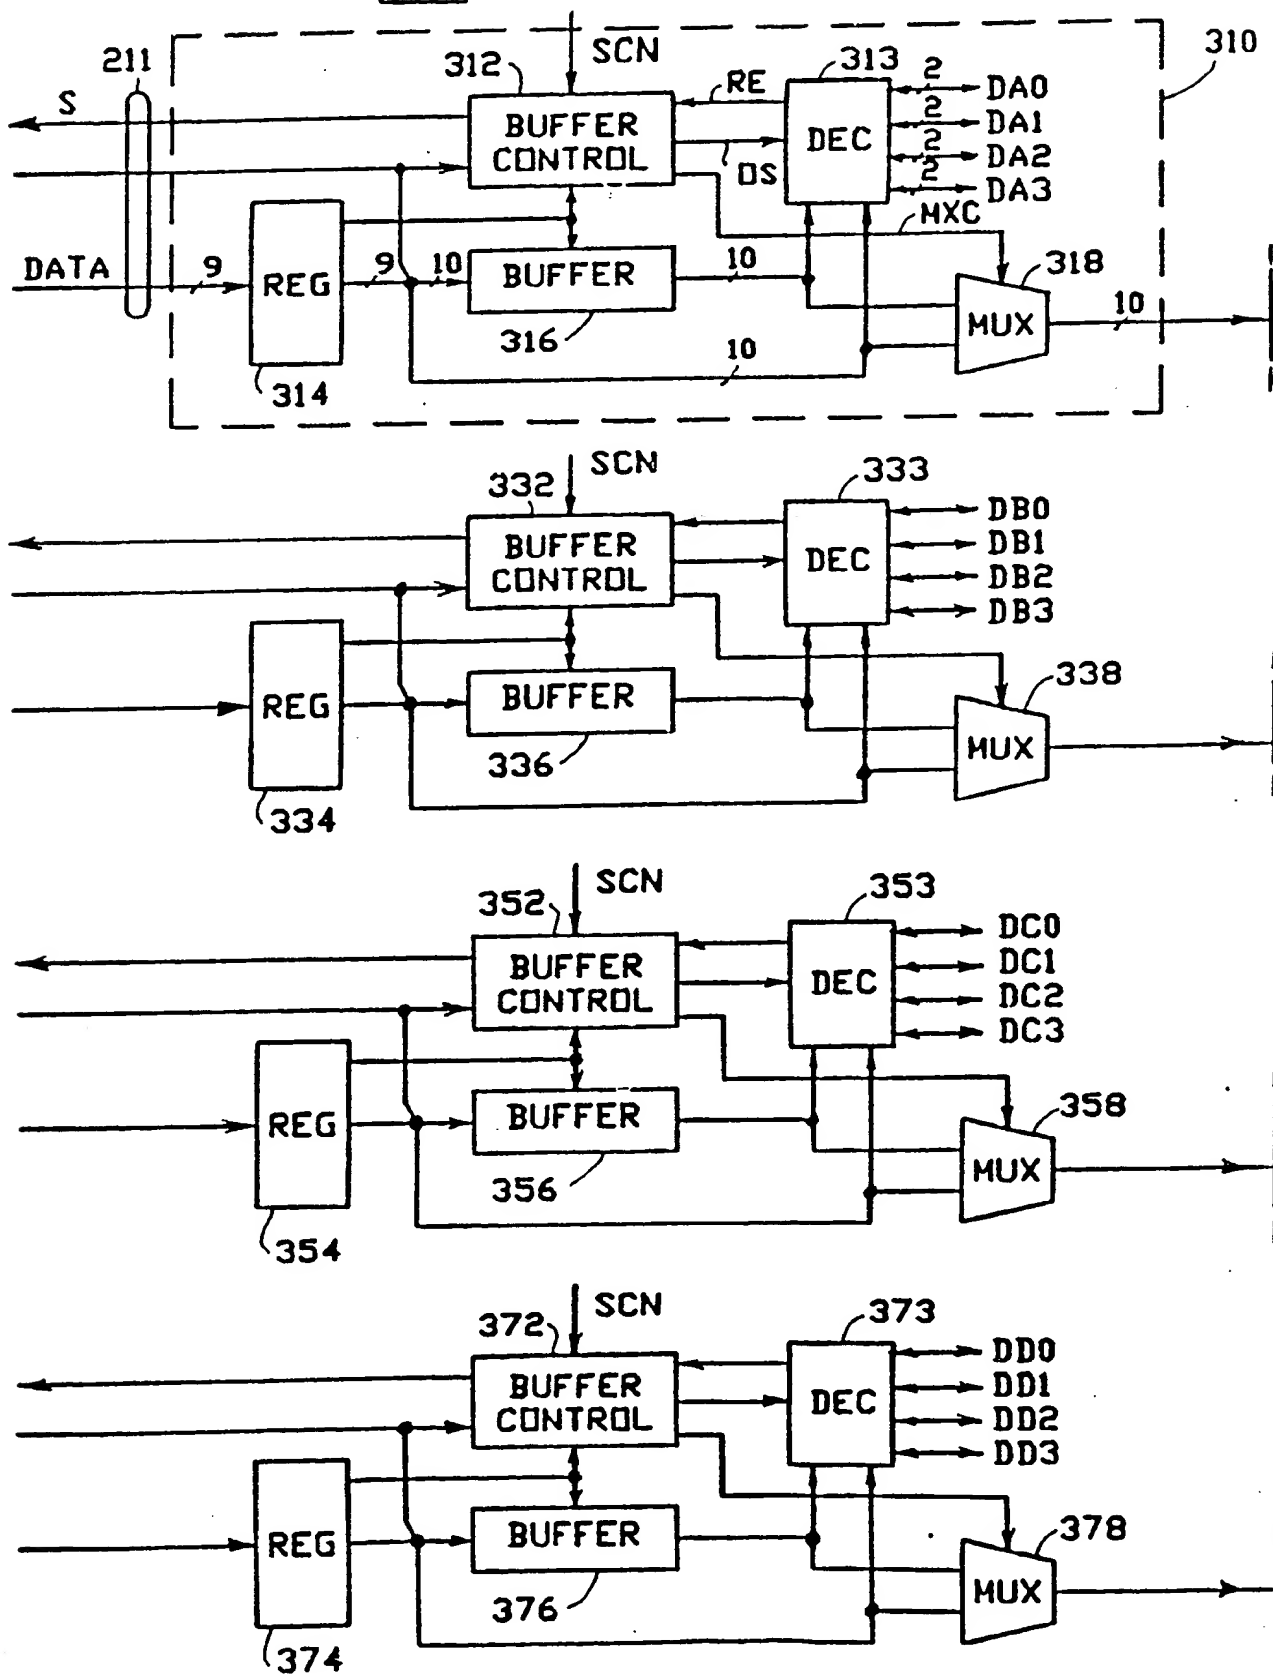 211
S
312
SCN
RE
313
2
DA0
310
BUFFER
CONTROL
DEC
2
DA1
2
DA2
OS
2
DA3
MXC
DATA
9
REG
9
10
BUFFER
10
318
MUX
10
316
10
314
332
SCN
333
BUFFER
CONTROL
DEC
DB0
DB1
DB2
DB3
REG
BUFFER
338
MUX
336
334
352
SCN
353
BUFFER
CONTROL
DEC
DC0
DC1
DC2
DC3
REG
BUFFER
358
MUX
356
354
372
SCN
373
BUFFER
CONTROL
DEC
DD0
DD1
DD2
DD3
REG
BUFFER
378
MUX
376
374